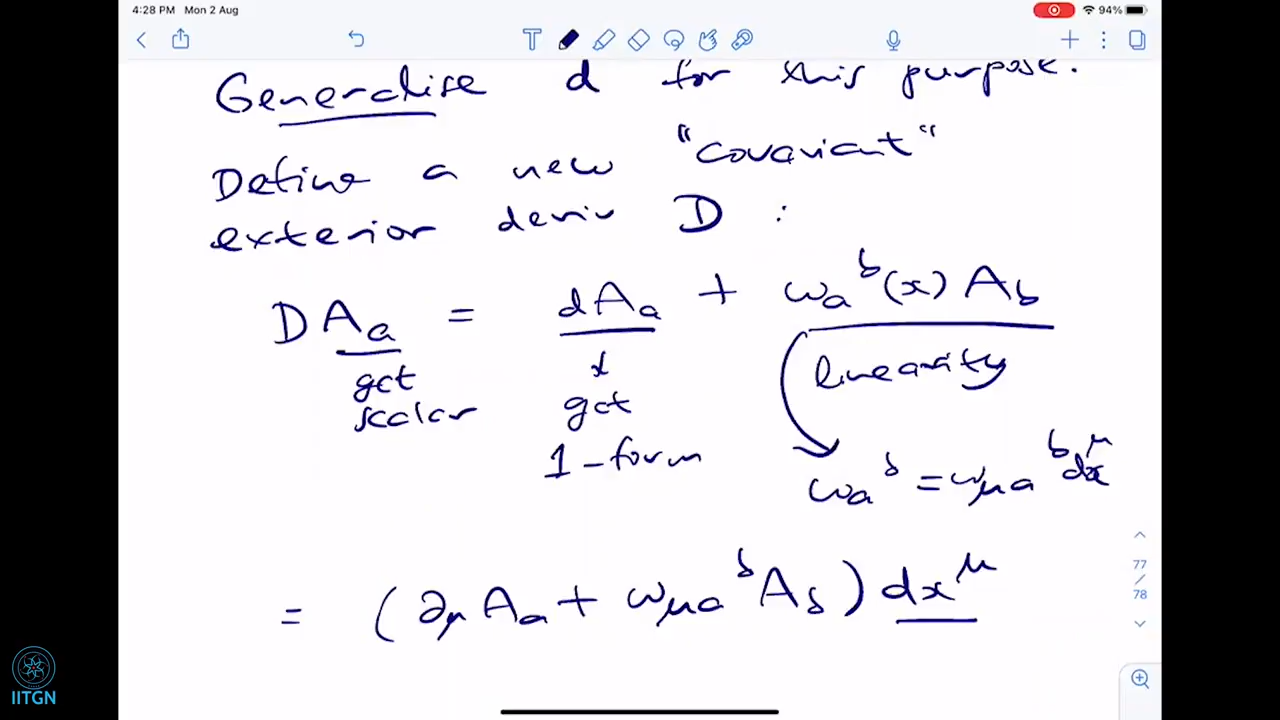 4:28 PM Mon 2 Aug
94%
Generalise d for this purpose.
Define a new "covariant"
exterior deriv D :
DA_a = dA_a + ω_a^b(x) A_b
get
scalar
get
1-form
linearity
ω_a^b = ω_μa^b dx^μ
= (∂_μ A_a + ω_μa^b A_b) dx^μ
77
/
78
IITGN